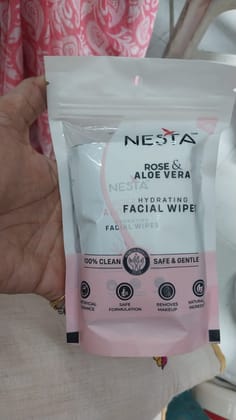 NESTA
ROSE &
ALOE VERA
HYDRATING
FACIAL WIPES
NESTA
HYDRATING
FACIAL WIPES
100% CLEAN
SAFE & GENTLE
SAFE
FORMULATION
REMOVES
MAKEUP
NATURAL